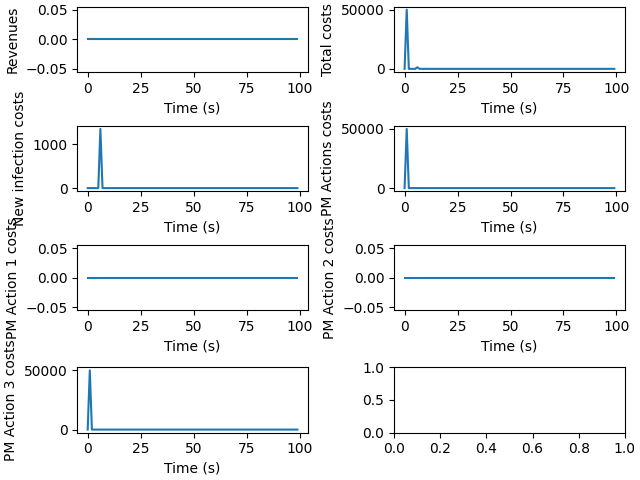 Revenues
0.05
0.00
−0.05
0 25 50 75 100
Time (s)
Total costs
50000
0
0 25 50 75 100
Time (s)
New infection costs
1000
0
0 25 50 75 100
Time (s)
PM Actions costs
50000
0
0 25 50 75 100
Time (s)
PM Action 1 costs
0.05
0.00
−0.05
0 25 50 75 100
Time (s)
PM Action 2 costs
0.05
0.00
−0.05
0 25 50 75 100
Time (s)
PM Action 3 costs
50000
0
0 25 50 75 100
Time (s)
1.0
0.5
0.0
0.0 0.2 0.4 0.6 0.8 1.0